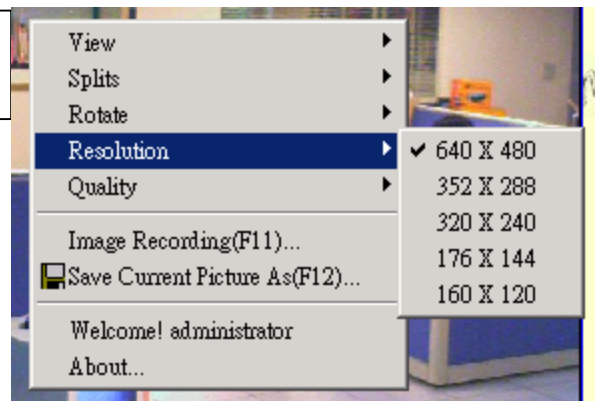 View
Splits
Rotate
Resolution
Quality
Image Recording(F11)...
Save Current Picture As(F12)...
Welcome! administrator
About...
640 X 480
352 X 288
320 X 240
176 X 144
160 X 120